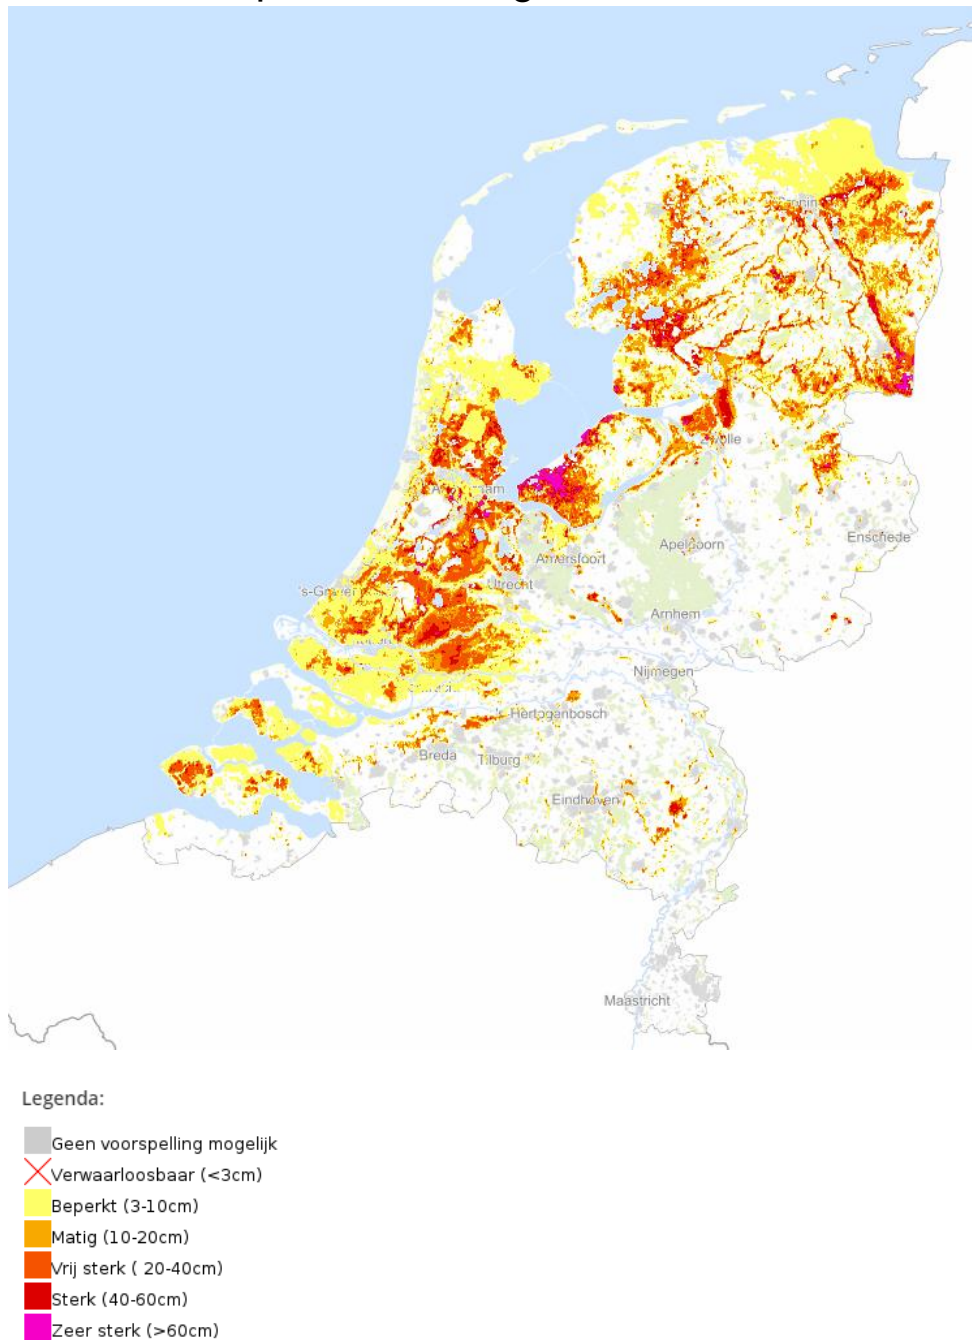 Zwolle
Enschede
Apeldoorn
Amersfoort
Utrecht
Arnhem
Nijmegen
Hertogenbosch
Breda
Tilburg
Eindhoven
Maastricht
Legenda:
Geen voorspelling mogelijk
Verwaarloosbaar (<3cm)
Beperkt (3-10cm)
Matig (10-20cm)
Vrij sterk ( 20-40cm)
Sterk (40-60cm)
Zeer sterk (>60cm)